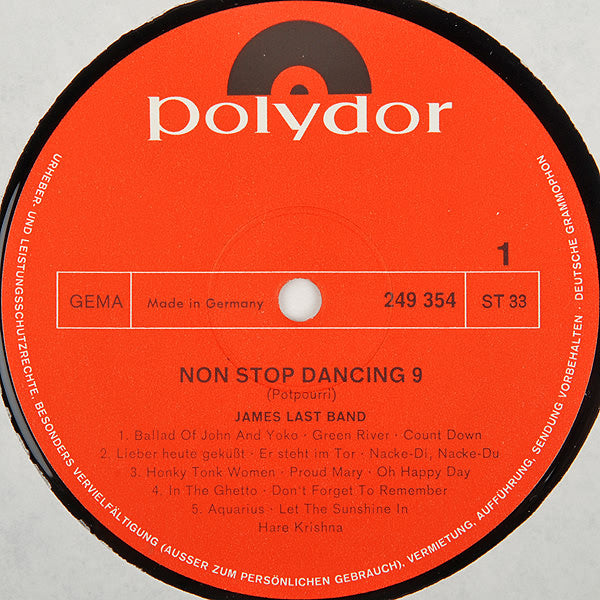 polydor
1
GEMA
Made in Germany
249 354
ST 33
NON STOP DANCING 9
(Potpourri)
JAMES LAST BAND
1. Ballad Of John And Yoko · Green River · Count Down
2. Lieber heute geküßt · Er steht im Tor · Nacke-Di, Nacke-Du
3. Honky Tonk Women · Proud Mary · Oh Happy Day
4. In The Ghetto · Don't Forget To Remember
5. Aquarius · Let The Sunshine In
Hare Krishna
URHEBER- UND LEISTUNGSSCHUTZRECHTE, BESONDERS VERVIELFÄLTIGUNG (AUSSER ZUM PERSÖNLICHEN GEBRAUCH), VERMIETUNG, AUFFÜHRUNG, SENDUNG VORBEHALTEN · DEUTSCHE GRAMMOPHON